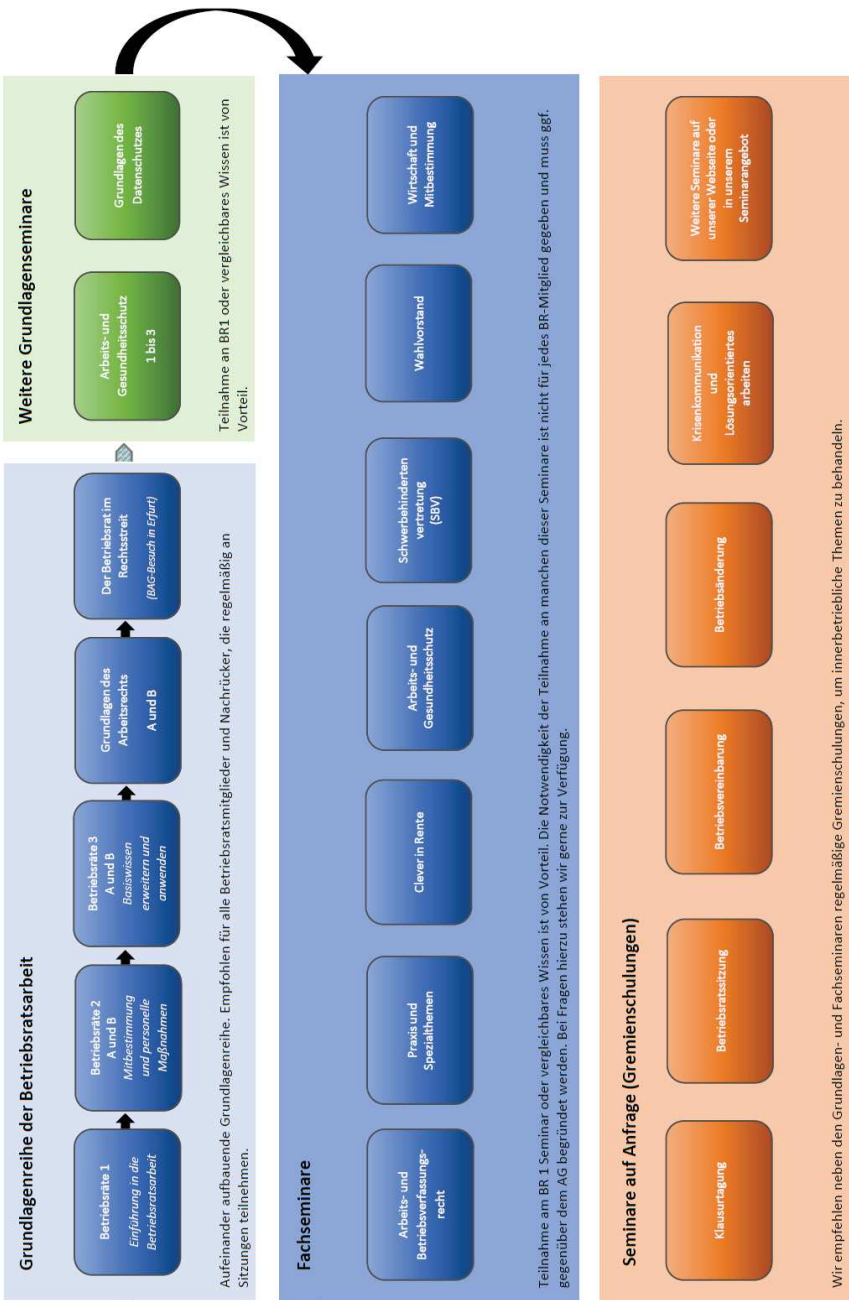 Grundlagenreihe der Betriebsratsarbeit
Betriebsräte 1
Einführung in die
Betriebsratsarbeit
Betriebsräte 2
A und B
Mitbestimmung
und personelle
Maßnahmen
Betriebsräte 3
A und B
Basiswissen
erweitern und
anwenden
Grundlagen des
Arbeitsrechts
A und B
Der Betriebsrat im
Rechtsstreit
(BAG-Besuch in Erfurt)
Aufeinander aufbauende Grundlagenreihe. Empfohlen für alle Betriebsratsmitglieder und Nachrücker, die regelmäßig an
Sitzungen teilnehmen.
Weitere Grundlagenseminare
Arbeits- und
Gesundheitsschutz
1 bis 3
Grundlagen des
Datenschutzes
Teilnahme an BR1 oder vergleichbares Wissen ist von
Vorteil.
Fachseminare
Arbeits- und
Betriebsverfassungs-
recht
Praxis und
Spezialthemen
Clever in Rente
Arbeits- und
Gesundheitsschutz
Schwerbehinderten
vertretung
(SBV)
Wahlvorstand
Wirtschaft und
Mitbestimmung
Teilnahme am BR 1 Seminar oder vergleichbares Wissen ist von Vorteil. Die Notwendigkeit der Teilnahme an manchen dieser Seminare ist nicht für jedes BR-Mitglied gegeben und muss ggf.
gegenüber dem AG begründet werden. Bei Fragen hierzu stehen wir gerne zur Verfügung.
Seminare auf Anfrage (Gremienschulungen)
Klausurtagung
Betriebsratssitzung
Betriebsvereinbarung
Betriebsänderung
Krisenkommunikation
und
Lösungsorientiertes
arbeiten
Weitere Seminare auf
unserer Webseite oder
in unserem
Seminarangebot
Wir empfehlen neben den Grundlagen- und Fachseminaren regelmäßige Gremienschulungen, um innerbetriebliche Themen zu behandeln.